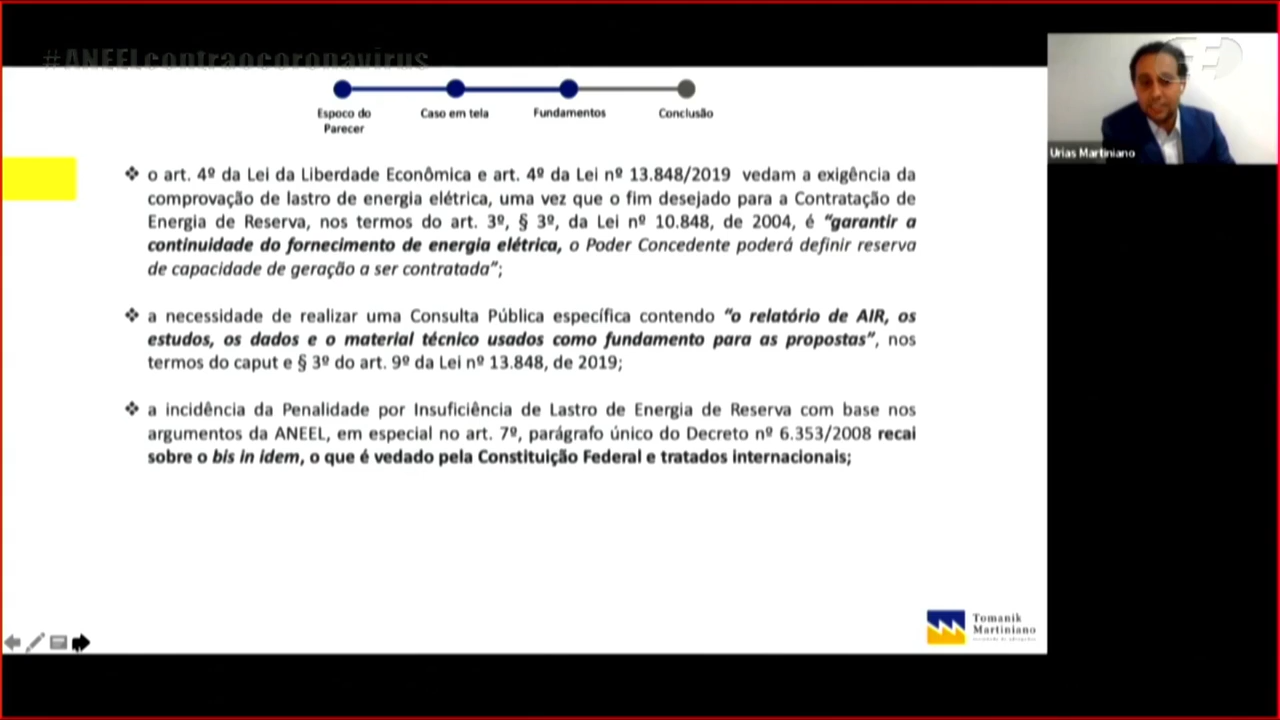 #ANEELcontraocoronavirus
Espoco do
Parecer
Caso em tela
Fundamentos
Conclusão
Urias Martiniano
❖ o art. 4º da Lei da Liberdade Econômica e art. 4º da Lei nº 13.848/2019 vedam a exigência da
comprovação de lastro de energia elétrica, uma vez que o fim desejado para a Contratação de
Energia de Reserva, nos termos do art. 3º, § 3º, da Lei nº 10.848, de 2004, é “garantir a
continuidade do fornecimento de energia elétrica, o Poder Concedente poderá definir reserva
de capacidade de geração a ser contratada”;
❖ a necessidade de realizar uma Consulta Pública específica contendo “o relatório de AIR, os
estudos, os dados e o material técnico usados como fundamento para as propostas”, nos
termos do caput e § 3º do art. 9º da Lei nº 13.848, de 2019;
❖ a incidência da Penalidade por Insuficiência de Lastro de Energia de Reserva com base nos
argumentos da ANEEL, em especial no art. 7º, parágrafo único do Decreto nº 6.353/2008 recai
sobre o bis in idem, o que é vedado pela Constituição Federal e tratados internacionais;
Tomanik
Martiniano